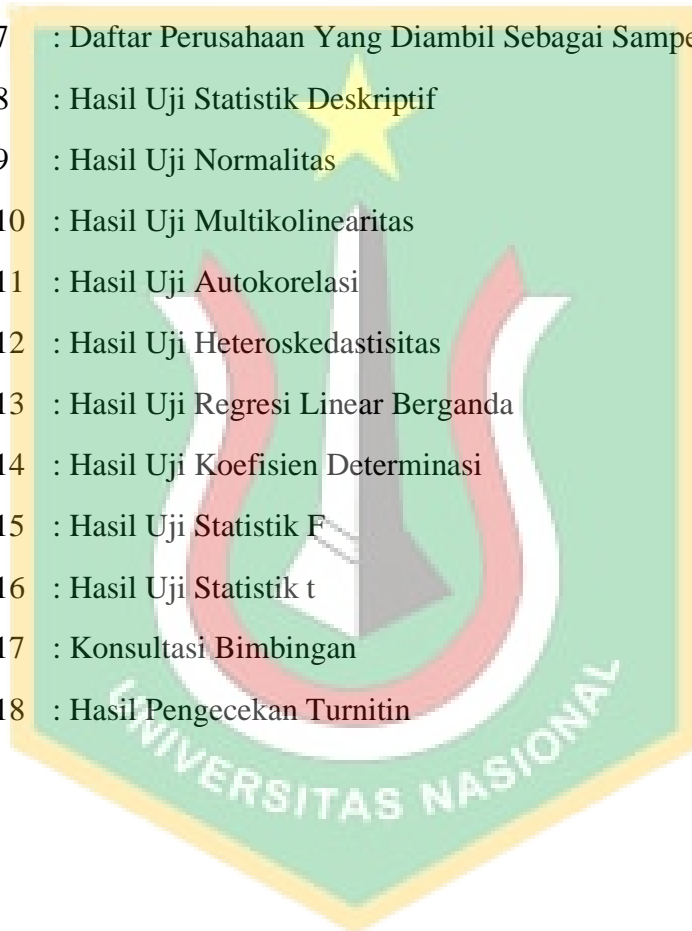 7 : Daftar Perusahaan Yang Diambil Sebagai Sampe
8 : Hasil Uji Statistik Deskriptif
9 : Hasil Uji Normalitas
10 : Hasil Uji Multikolinearitas
11 : Hasil Uji Autokorelasi
12 : Hasil Uji Heteroskedastisitas
13 : Hasil Uji Regresi Linear Berganda
14 : Hasil Uji Koefisien Determinasi
15 : Hasil Uji Statistik F
16 : Hasil Uji Statistik t
17 : Konsultasi Bimbingan
18 : Hasil Pengecekan Turnitin
UNIVERSITAS NASIONAL